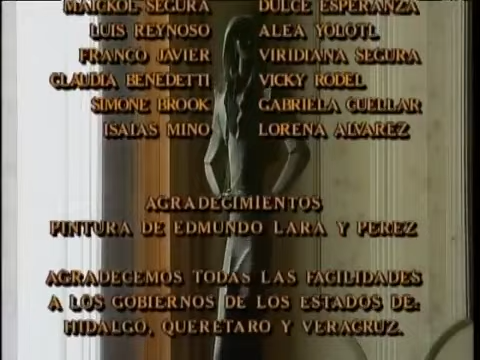 MAICKOL SEGURA DULCE ESPERANZA
LUIS REYNOSO ALEA YOLOTL
FRANCO JAVIER VIRIDIANA SEGURA
CLAUDIA BENEDETTI VICKY RODEL
SIMONE BROOK GABRIELA CUELLAR
ISAIAS MINO LORENA ALVAREZ
AGRADECIMIENTOS
PINTURA DE EDMUNDO LARA Y PEREZ
AGRADECEMOS TODAS LAS FACILIDADES
A LOS GOBIERNOS DE LOS ESTADOS DE:
HIDALGO, QUERETARO Y VERACRUZ.